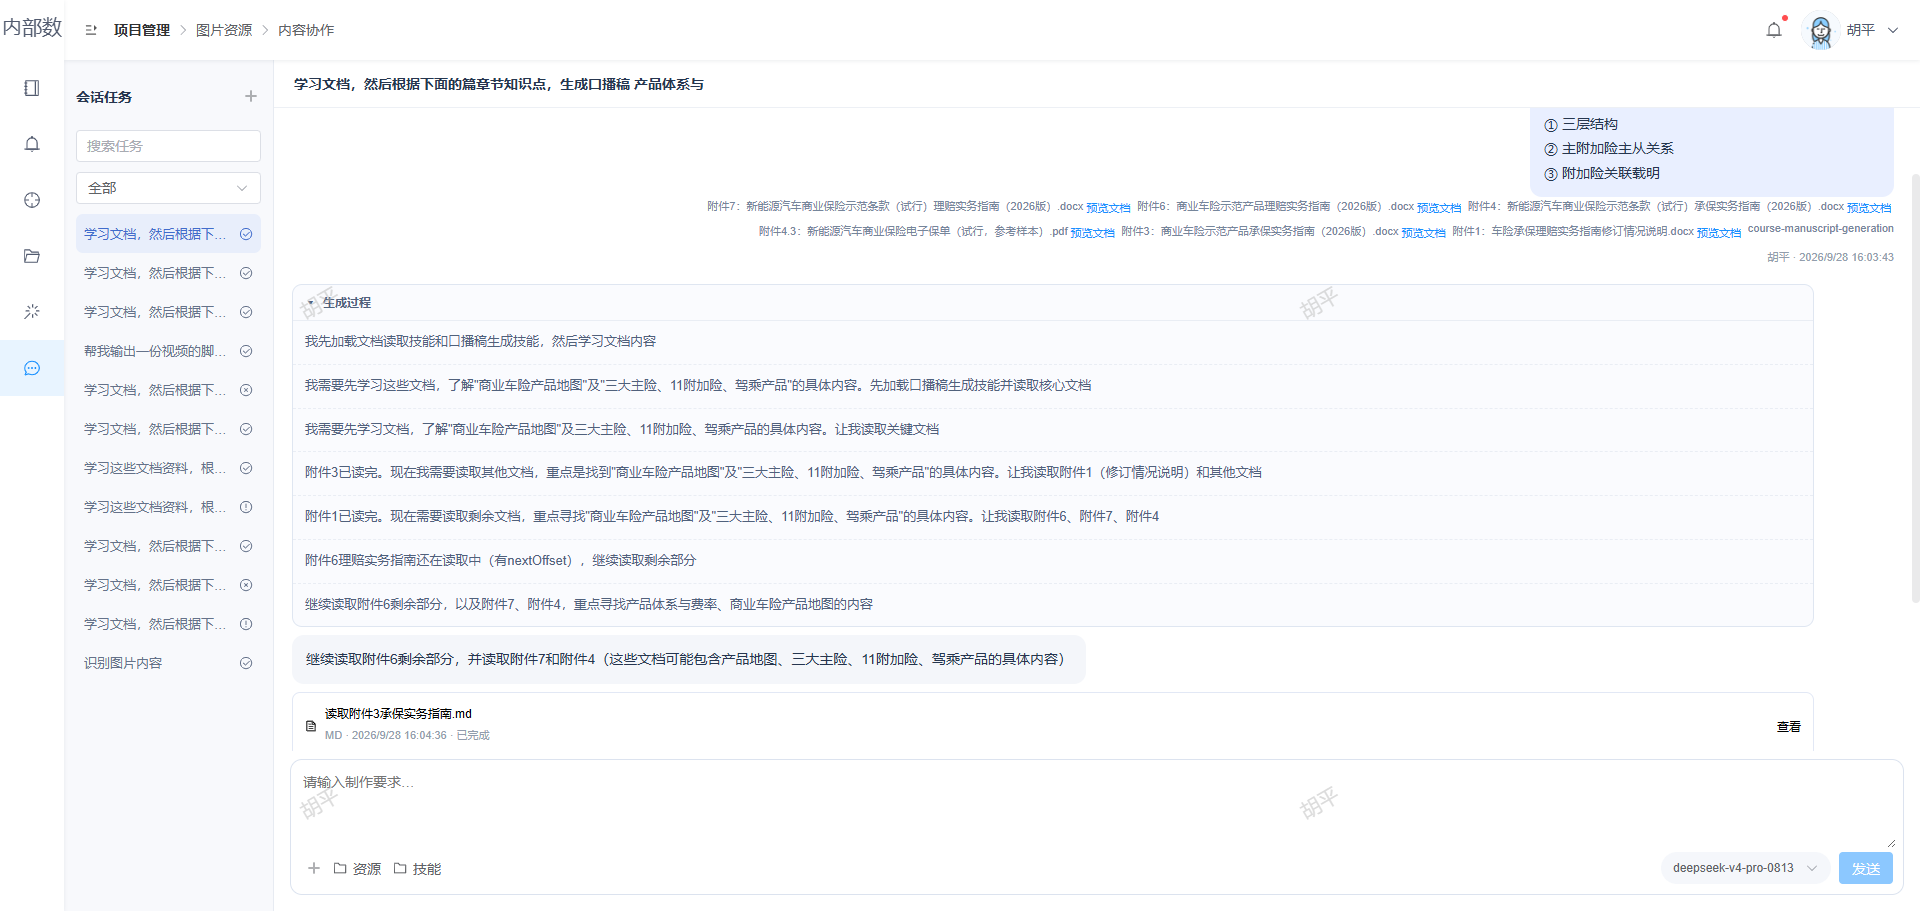 内部数
项目管理 > 图片资源 > 内容协作
胡平
会话任务
搜索任务
全部
学习文档，然后根据下...
学习文档，然后根据下...
学习文档，然后根据下...
帮我输出一份视频的脚...
学习文档，然后根据下...
学习文档，然后根据下...
学习这些文档资料，根...
学习这些文档资料，根...
学习文档，然后根据下...
学习文档，然后根据下...
学习文档，然后根据下...
识别图片内容
学习文档，然后根据下面的篇章节知识点，生成口播稿 产品体系与
① 三层结构
② 主附加险主从关系
③ 附加险关联载明
附件7：新能源汽车商业保险示范条款（试行）理赔实务指南（2026版）.docx 预览文档 附件6：商业车险示范产品理赔实务指南（2026版）.docx 预览文档 附件4：新能源汽车商业保险示范条款（试行）承保实务指南（2026版）.docx 预览文档
附件4.3：新能源汽车商业保险电子保单（试行，参考样本）.pdf 预览文档 附件3：商业车险示范产品承保实务指南（2026版）.docx 预览文档 附件1：车险承保理赔实务指南修订情况说明.docx 预览文档 course-manuscript-generation
胡平 · 2026/9/28 16:03:43
生成过程
我先加载文档读取技能和口播稿生成技能，然后学习文档内容
我需要先学习这些文档，了解"商业车险产品地图"及"三大主险、11附加险、驾乘产品"的具体内容。先加载口播稿生成技能并读取核心文档
我需要先学习文档，了解"商业车险产品地图"及三大主险、11附加险、驾乘产品的具体内容。让我读取关键文档
附件3已读完。现在我需要读取其他文档，重点是找到"商业车险产品地图"及"三大主险、11附加险、驾乘产品"的具体内容。让我读取附件1（修订情况说明）和其他文档
附件1已读完。现在需要读取剩余文档，重点寻找"商业车险产品地图"及"三大主险、11附加险、驾乘产品"的具体内容。让我读取附件6、附件7、附件4
附件6理赔实务指南还在读取中（有nextOffset），继续读取剩余部分
继续读取附件6剩余部分，以及附件7、附件4，重点寻找产品体系与费率、商业车险产品地图的内容
继续读取附件6剩余部分，并读取附件7和附件4（这些文档可能包含产品地图、三大主险、11附加险、驾乘产品的具体内容）
读取附件3承保实务指南.md
MD · 2026/9/28 16:04:36 · 已完成
查看
请输入制作要求...
资源 技能
deepseek-v4-pro-0813
发送
胡平
胡平
胡平
胡平